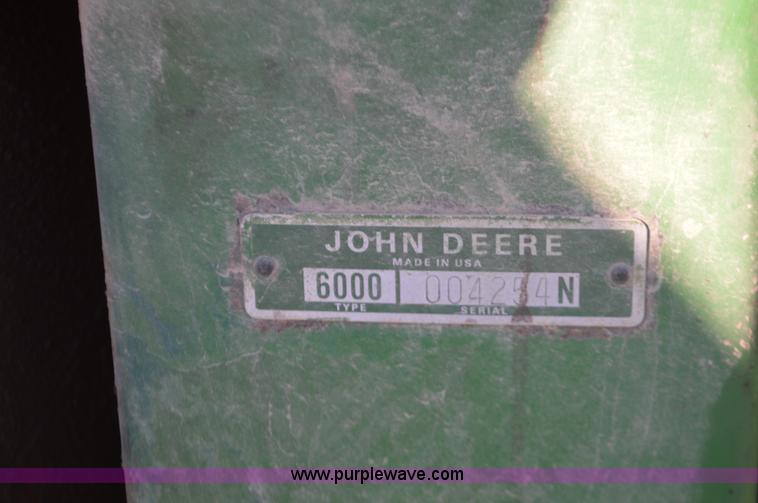 JOHN DEERE
MADE IN USA
6000 004254N
TYPE SERIAL
www.purplewave.com